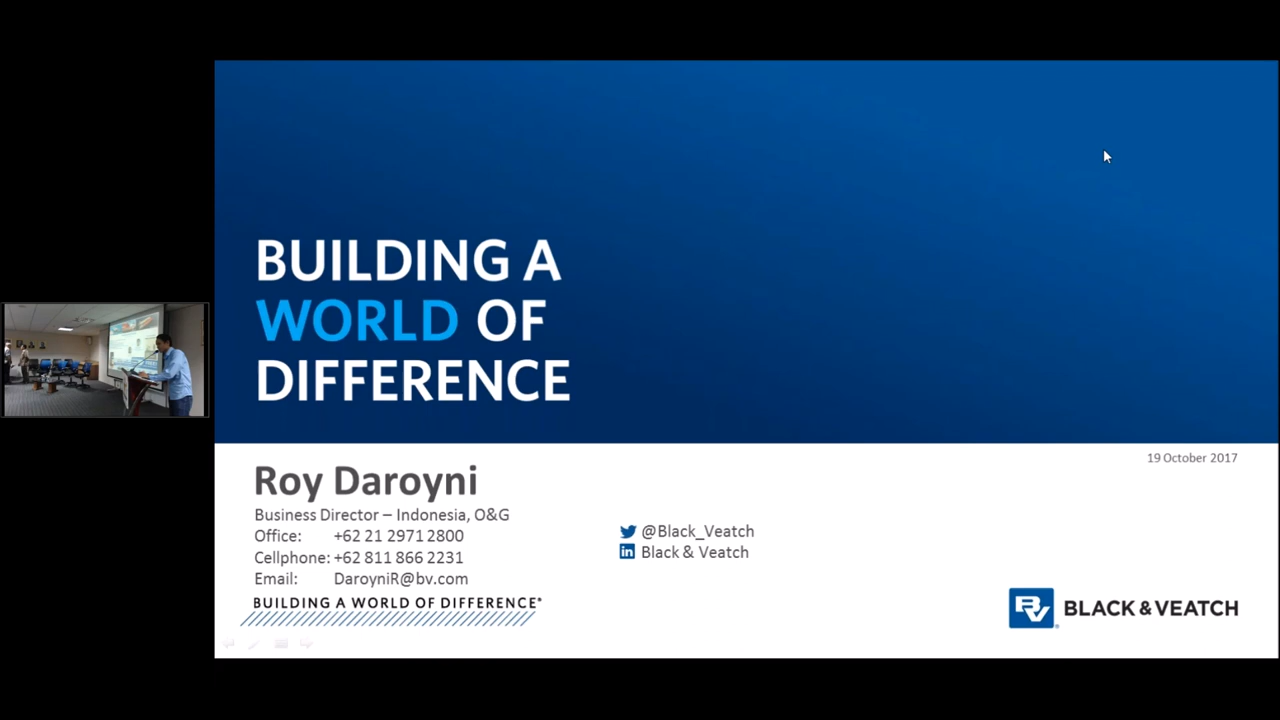 BUILDING A
WORLD OF
DIFFERENCE
19 October 2017
Roy Daroyni
Business Director – Indonesia, O&G
Office: +62 21 2971 2800
Cellphone: +62 811 866 2231
Email: DaroyniR@bv.com
@Black_Veatch
Black & Veatch
BUILDING A WORLD OF DIFFERENCE®
BV® BLACK & VEATCH